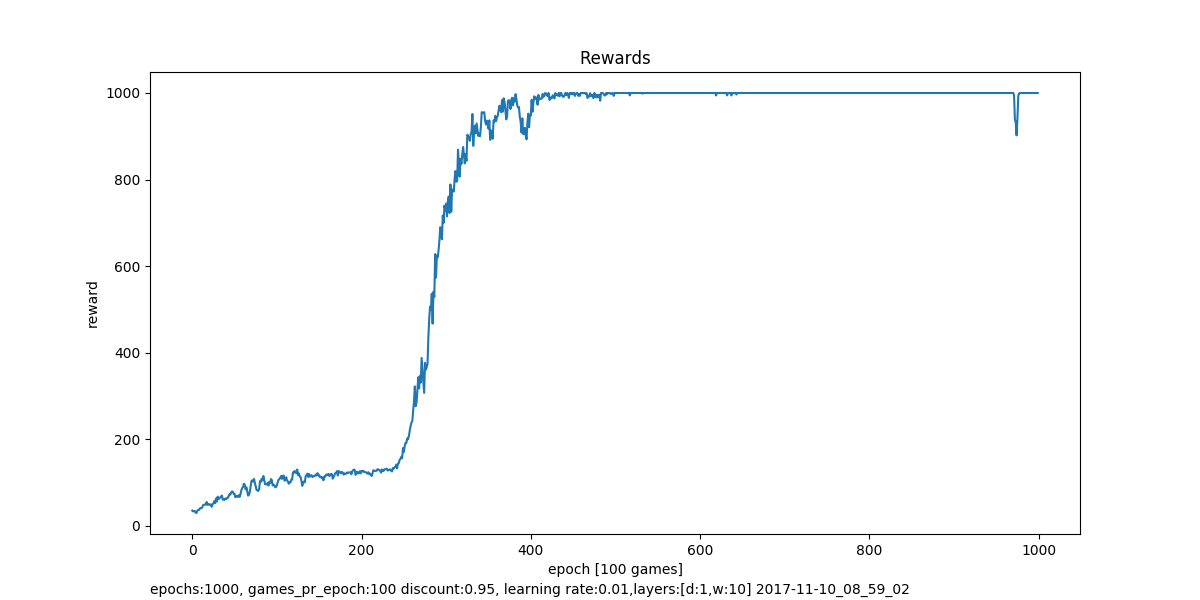 Rewards
1000
800
600
400
200
0
reward
0 200 400 600 800 1000
epoch [100 games]
epochs:1000, games_pr_epoch:100 discount:0.95, learning rate:0.01,layers:[d:1,w:10] 2017-11-10_08_59_02